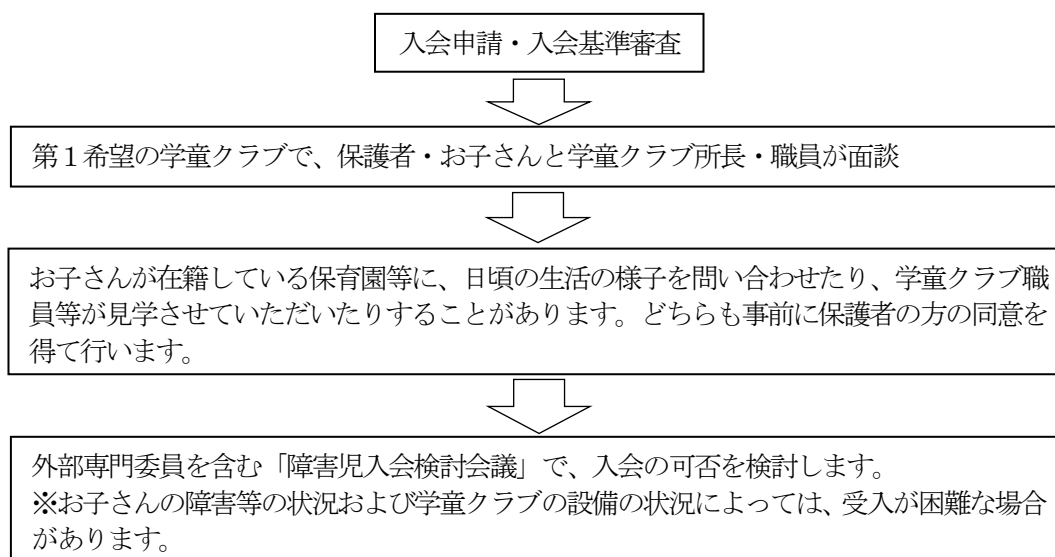 入会申請・入会基準審査
第１希望の学童クラブで、保護者・お子さんと学童クラブ所長・職員が面談
お子さんが在籍している保育園等に、日頃の生活の様子を問い合わせたり、学童クラブ職
員等が見学させていただいたりすることがあります。どちらも事前に保護者の方の同意を
得て行います。
外部専門委員を含む「障害児入会検討会議」で、入会の可否を検討します。
※お子さんの障害等の状況および学童クラブの設備の状況によっては、受入が困難な場合
があります。